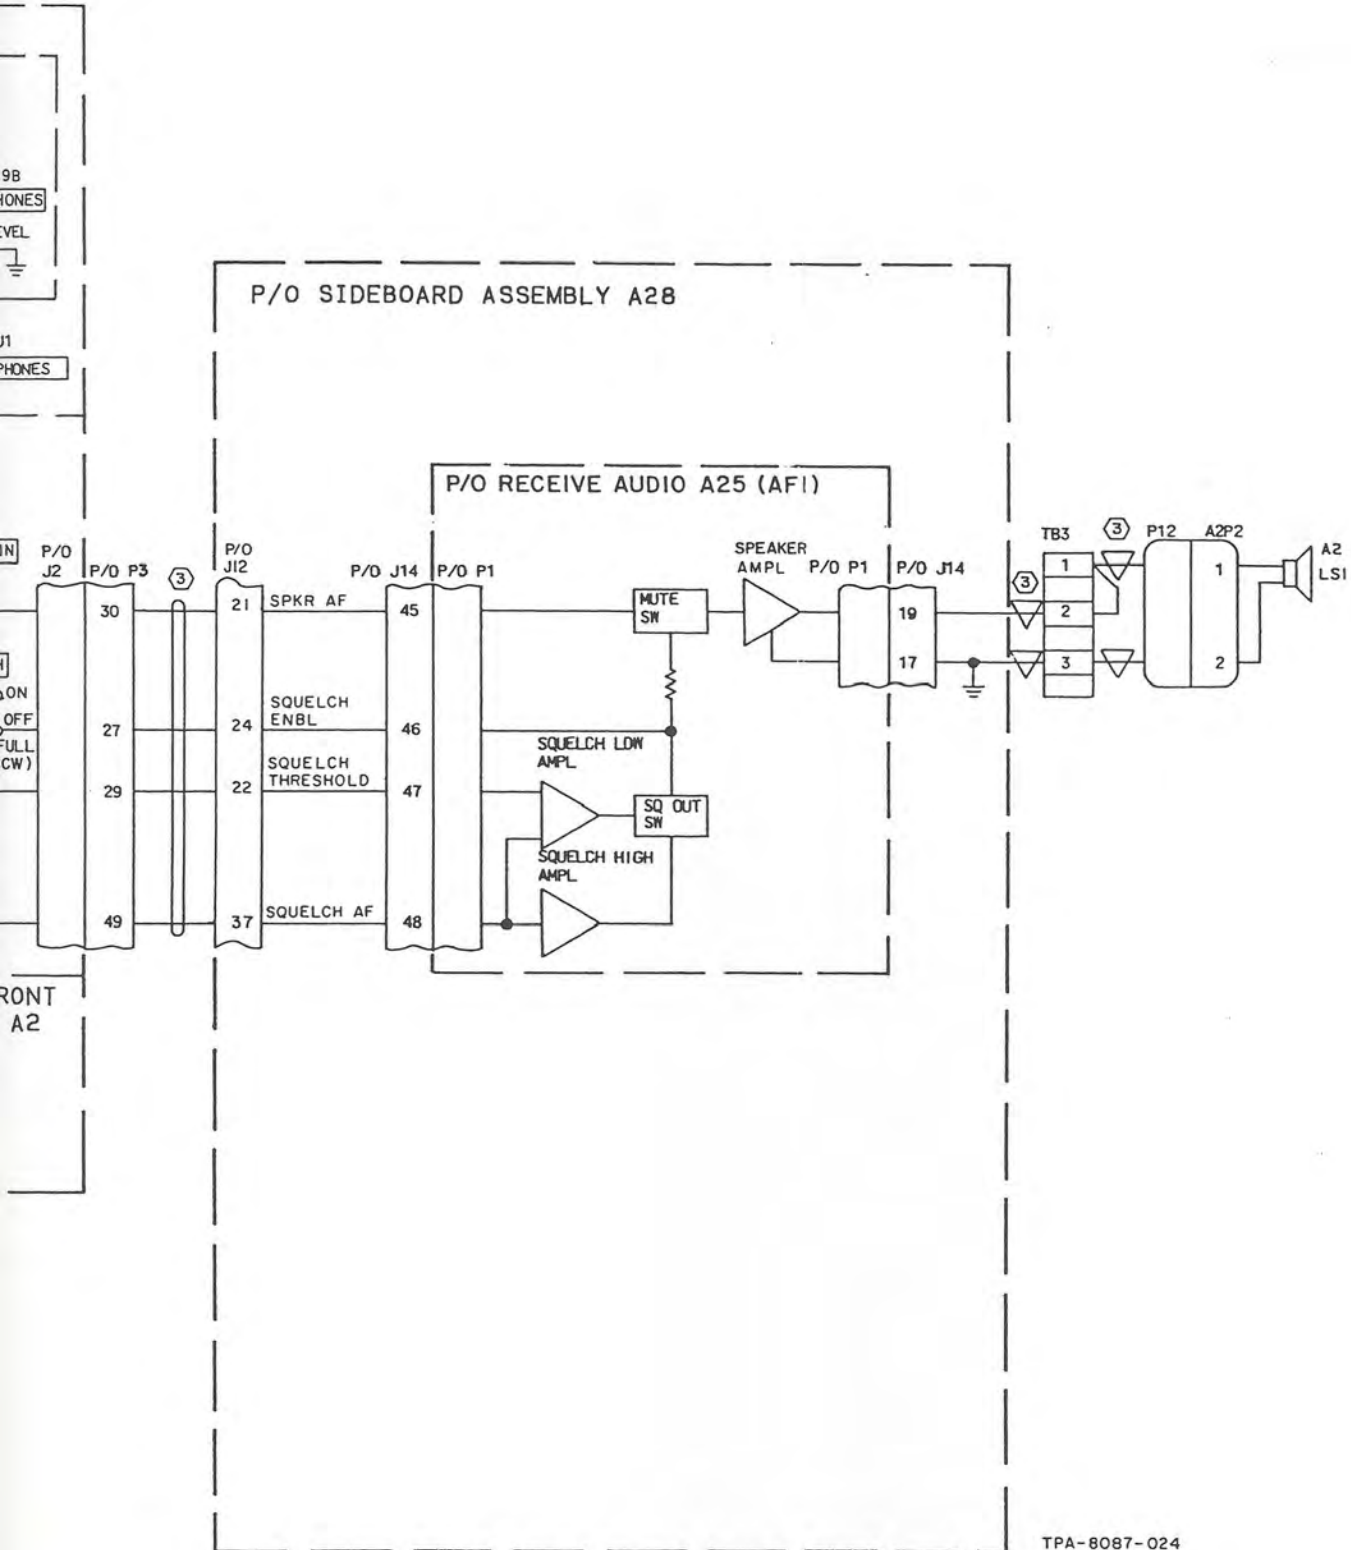 9B
HONES
EVEL
P/O SIDEBOARD ASSEMBLY A28
J1
PHONES
P/O RECEIVE AUDIO A25 (AF1)
IN
P/O
J2
P/O P3
3
P/O
J12
P/O J14
P/O P1
SPEAKER
AMPL
P/O P1
P/O J14
TB3
3
P12
A2P2
A2
LS1
30
21
SPKR AF
45
MUTE
SW
19
3
1
2
1
H
ON
OFF
FULL
CW)
17
3
2
27
24
SQUELCH
ENBL
46
SQUELCH LOW
AMPL
29
22
SQUELCH
THRESHOLD
47
SQ OUT
SW
SQUELCH HIGH
AMPL
49
37
SQUELCH AF
48
RONT
A2
TPA-8087-024